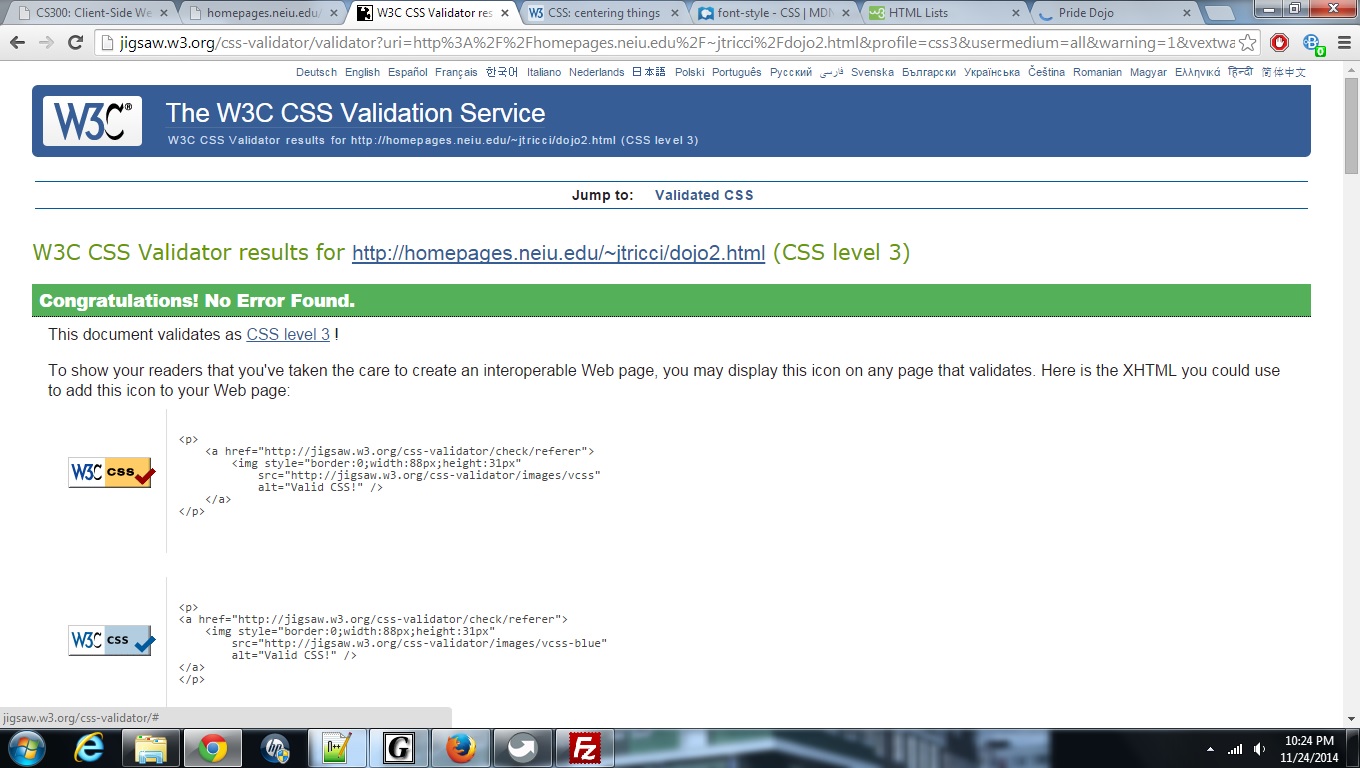 CS300: Client-Side We
homepages.neiu.edu/
W3C CSS Validator res
CSS: centering things
font-style - CSS | MDN
HTML Lists
Pride Dojo
jigsaw.w3.org/css-validator/validator?uri=http%3A%2F%2Fhomepages.neiu.edu%2F~jtricci%2Fdojo2.html&profile=css3&usermedium=all&warning=1&vextwa
Deutsch English Español Français 한국어 Italiano Nederlands 日本語 Polski Português Русский فارسی Svenska Български Українська Čeština Romanian Magyar Ελληνικά हिन्दी 简体中文
W3C®
The W3C CSS Validation Service
W3C CSS Validator results for http://homepages.neiu.edu/~jtricci/dojo2.html (CSS level 3)
Jump to: Validated CSS
W3C CSS Validator results for http://homepages.neiu.edu/~jtricci/dojo2.html (CSS level 3)
Congratulations! No Error Found.
This document validates as CSS level 3 !
To show your readers that you've taken the care to create an interoperable Web page, you may display this icon on any page that validates. Here is the XHTML you could use
to add this icon to your Web page:
W3C css
<p>
<a href="http://jigsaw.w3.org/css-validator/check/referer">
<img style="border:0;width:88px;height:31px"
src="http://jigsaw.w3.org/css-validator/images/vcss"
alt="Valid CSS!" />
</a>
</p>
W3C css
<p>
<a href="http://jigsaw.w3.org/css-validator/check/referer">
<img style="border:0;width:88px;height:31px"
src="http://jigsaw.w3.org/css-validator/images/vcss-blue"
alt="Valid CSS!" />
</a>
</p>
jigsaw.w3.org/css-validator/#
10:24 PM
11/24/2014